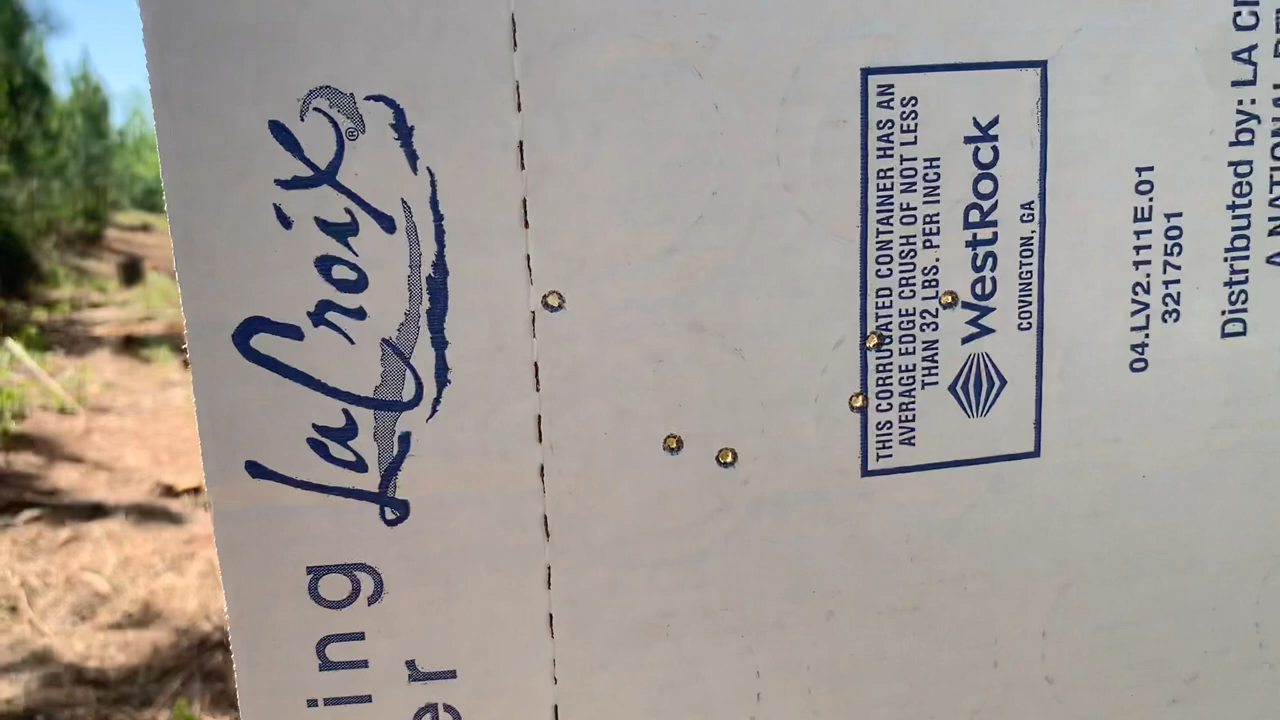 LaCroix®
ing
er
THIS CORRUGATED CONTAINER HAS AN
AVERAGE EDGE CRUSH OF NOT LESS
THAN 32 LBS. PER INCH
WestRock
COVINGTON, GA
04.LV2.111E.01
3217501
Distributed by: LA
A NATIONAL